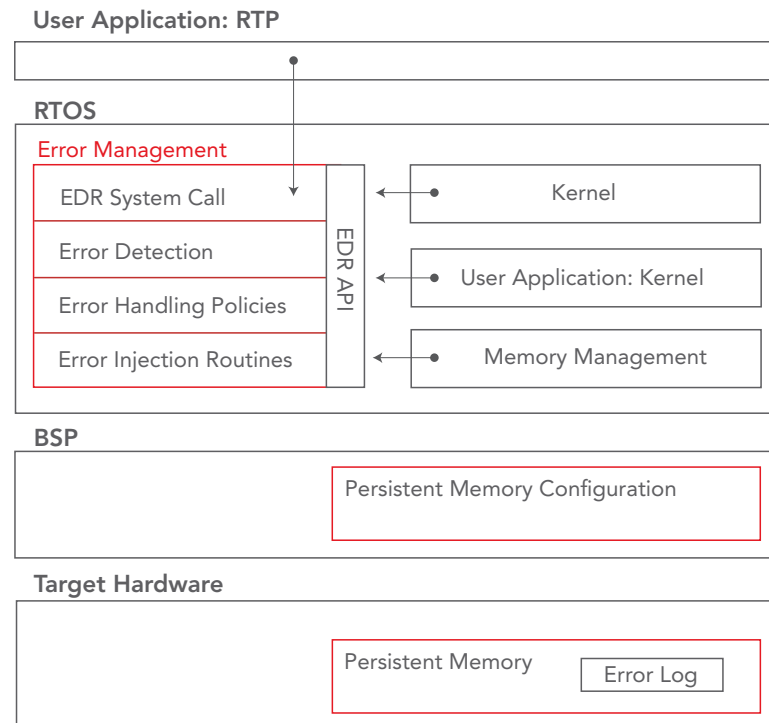 User Application: RTP
RTOS
Error Management
EDR System Call
Error Detection
Error Handling Policies
Error Injection Routines
EDR API
Kernel
User Application: Kernel
Memory Management
BSP
Persistent Memory Configuration
Target Hardware
Persistent Memory
Error Log